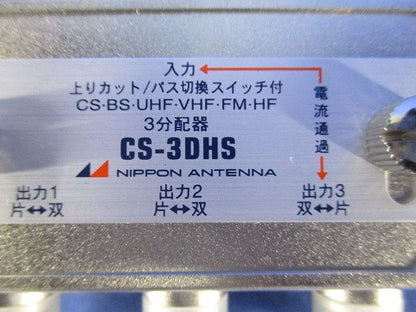 入力
上りカット/パス切換スイッチ付
CS·BS·UHF·VHF·FM·HF
3分配器
CS-3DHS
NIPPON ANTENNA
電流通過
出力1
片↔双
出力2
片↔双
出力3
双↔片